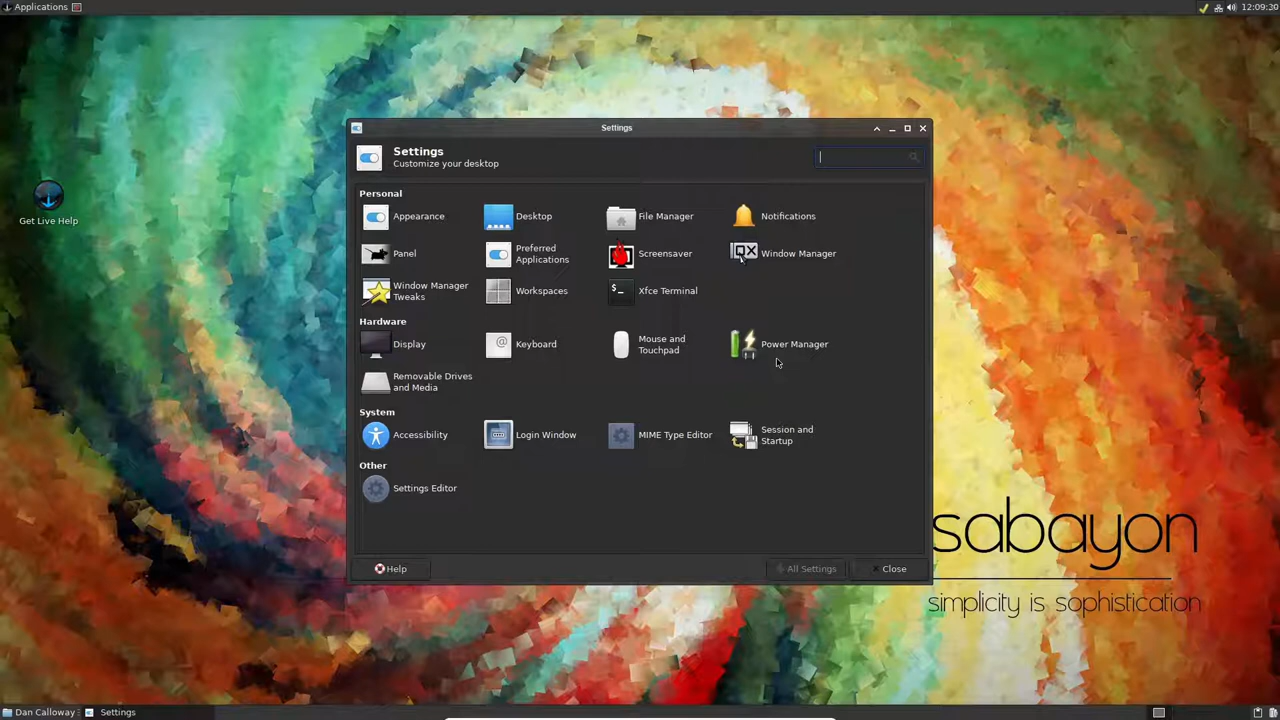 Applications
12:09:20
Settings
Settings
Customize your desktop
Get Live Help
Personal
Appearance
Desktop
File Manager
Notifications
Panel
Preferred
Applications
Screensaver
Window Manager
Window Manager
Tweaks
Workspaces
Xfce Terminal
Hardware
Display
Keyboard
Mouse and
Touchpad
Power Manager
Removable Drives
and Media
System
Accessibility
Login Window
MIME Type Editor
Session and
Startup
Other
Settings Editor
Help
All Settings
Close
sabayon
simplicity is sophistication
Dan Calloway
Settings